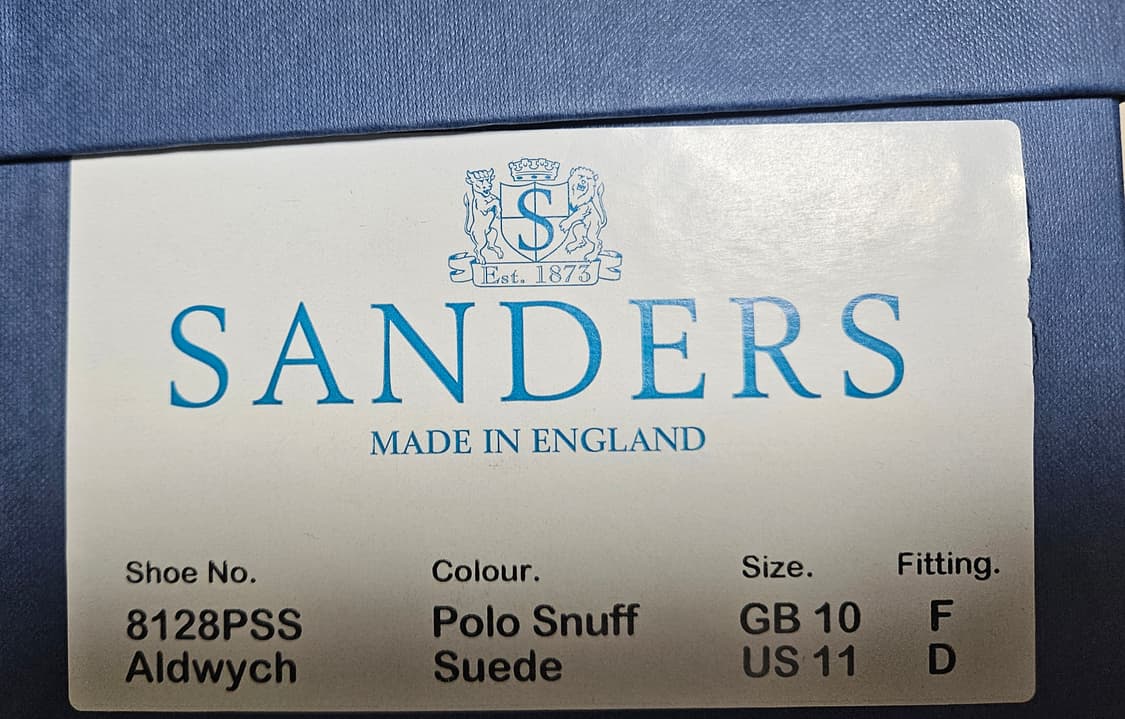 S
Est. 1873
SANDERS
MADE IN ENGLAND
Shoe No. Colour. Size. Fitting.
8128PSS Polo Snuff GB 10 F
Aldwych Suede US 11 D